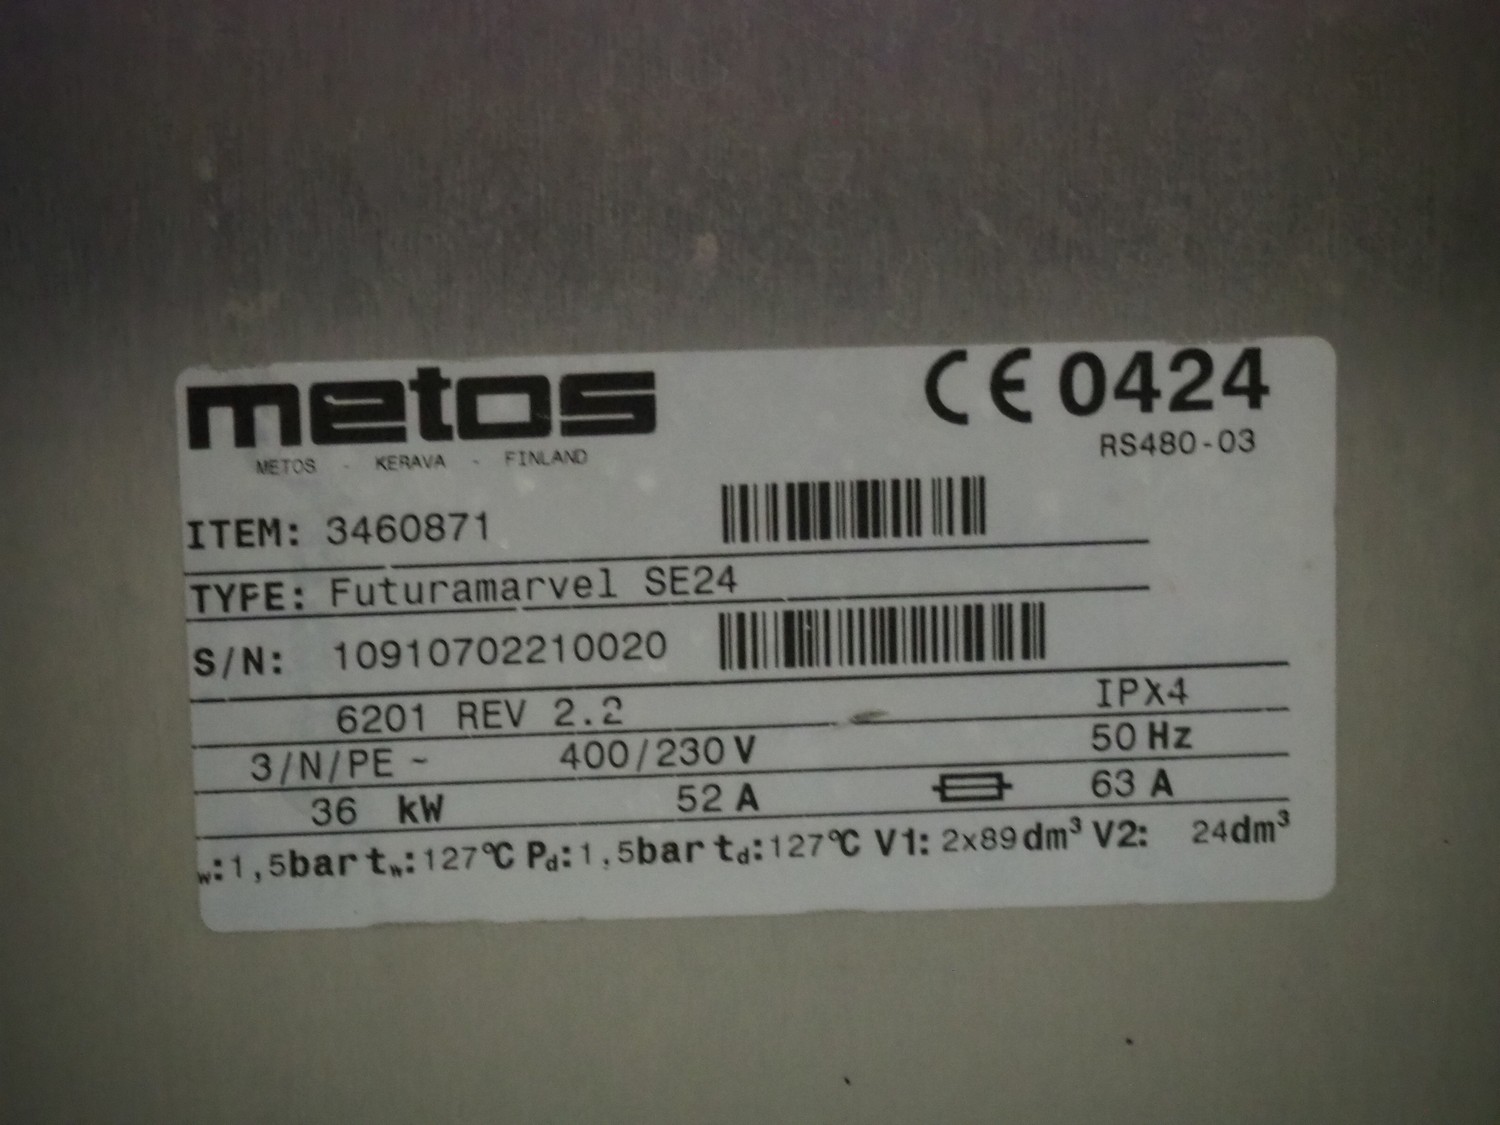 metos
CE 0424
METOS - KERAVA - FINLAND
RS480-03
ITEM: 3460871
TYPE: Futuramarvel SE24
S/N: 10910702210020
6201 REV 2.2 IPX4
3/N/PE ~ 400/230 V 50 Hz
36 kW 52 A 63 A
w:1,5bar tw:127°C Pd:1,5bar td:127°C V1: 2x89dm³ V2: 24dm³